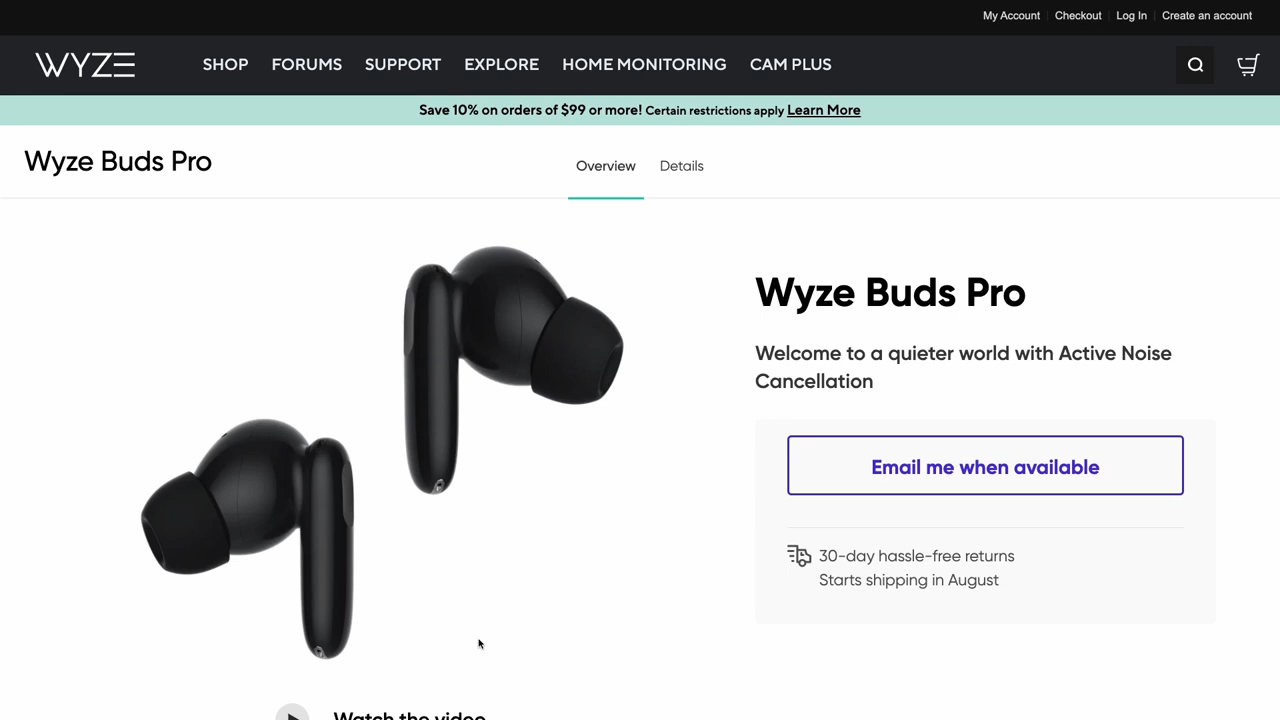 My Account
Checkout
Log In
Create an account
WYZE
SHOP
FORUMS
SUPPORT
EXPLORE
HOME MONITORING
CAM PLUS
Save 10% on orders of $99 or more! Certain restrictions apply Learn More
Wyze Buds Pro
Overview
Details
Wyze Buds Pro
Welcome to a quieter world with Active Noise
Cancellation
Email me when available
30-day hassle-free returns
Starts shipping in August
Watch the video